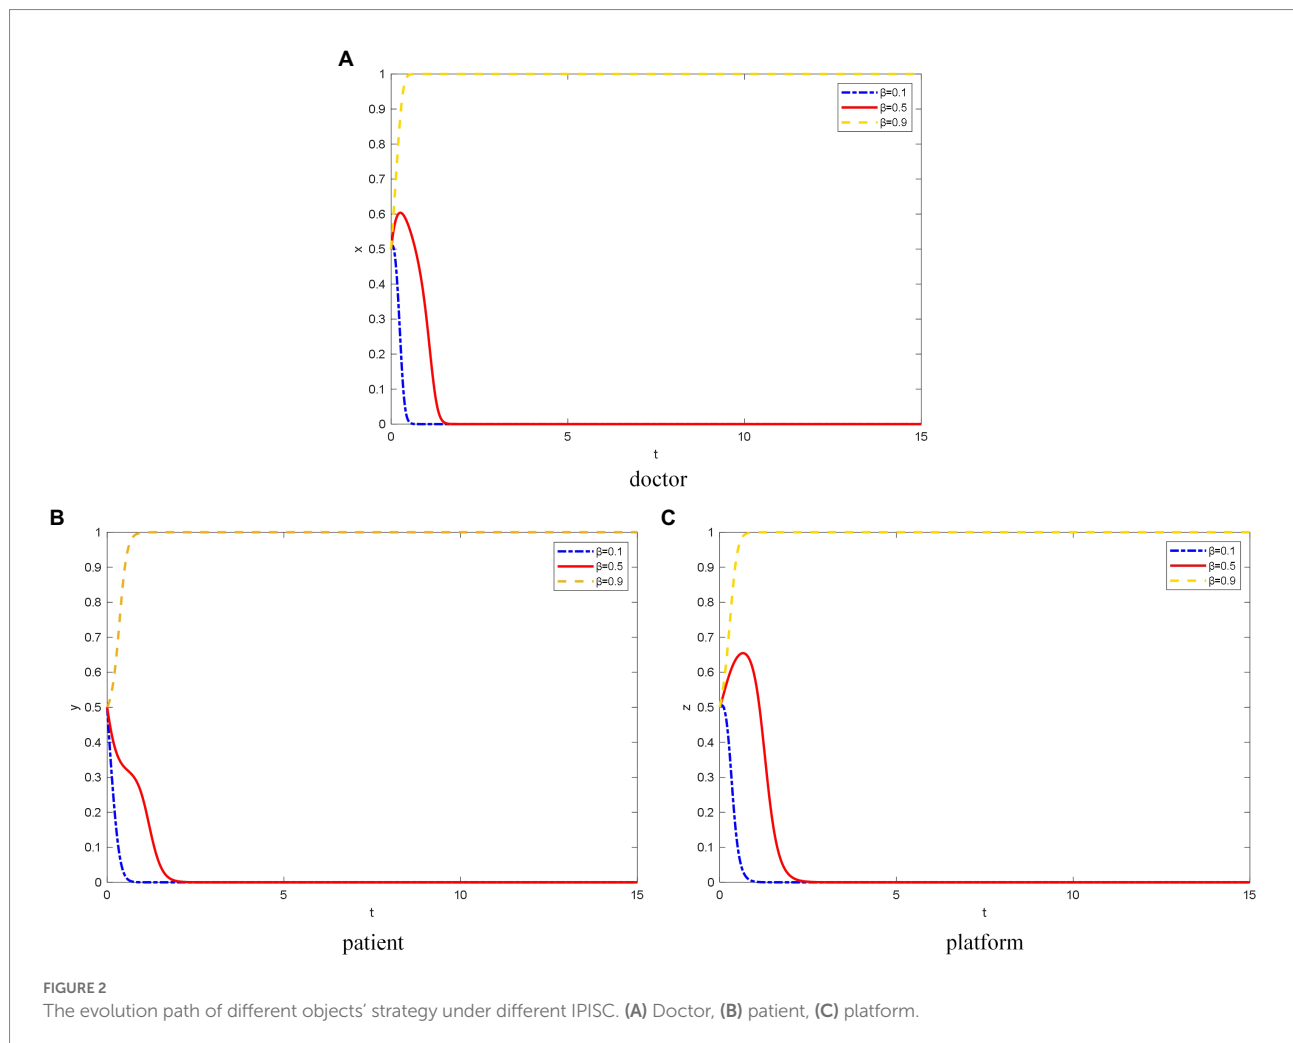 A
1
0.9
0.8
0.7
0.6
0.5
0.4
0.3
0.2
0.1
0
x
0 5 10 15
t
β=0.1
β=0.5
β=0.9
doctor
B
1
0.9
0.8
0.7
0.6
0.5
0.4
0.3
0.2
0.1
0
y
0 5 10 15
t
β=0.1
β=0.5
β=0.9
patient
C
1
0.9
0.8
0.7
0.6
0.5
0.4
0.3
0.2
0.1
0
z
0 5 10 15
t
β=0.1
β=0.5
β=0.9
platform
FIGURE 2
The evolution path of different objects’ strategy under different IPISC. (A) Doctor, (B) patient, (C) platform.